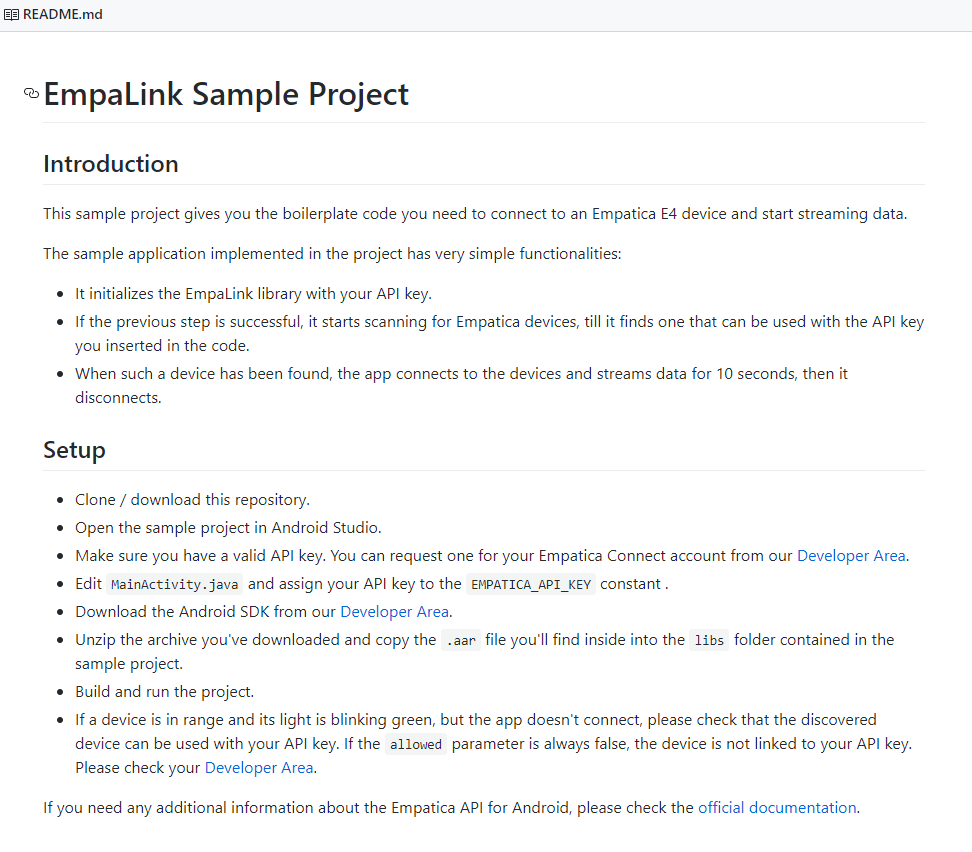 README.md
EmpaLink Sample Project
Introduction
This sample project gives you the boilerplate code you need to connect to an Empatica E4 device and start streaming data.
The sample application implemented in the project has very simple functionalities:
It initializes the EmpaLink library with your API key.
If the previous step is successful, it starts scanning for Empatica devices, till it finds one that can be used with the API key
you inserted in the code.
When such a device has been found, the app connects to the devices and streams data for 10 seconds, then it
disconnects.
Setup
Clone / download this repository.
Open the sample project in Android Studio.
Make sure you have a valid API key. You can request one for your Empatica Connect account from our Developer Area.
Edit MainActivity.java and assign your API key to the EMPATICA_API_KEY constant .
Download the Android SDK from our Developer Area.
Unzip the archive you've downloaded and copy the .aar file you'll find inside into the libs folder contained in the
sample project.
Build and run the project.
If a device is in range and its light is blinking green, but the app doesn't connect, please check that the discovered
device can be used with your API key. If the allowed parameter is always false, the device is not linked to your API key.
Please check your Developer Area.
If you need any additional information about the Empatica API for Android, please check the official documentation.